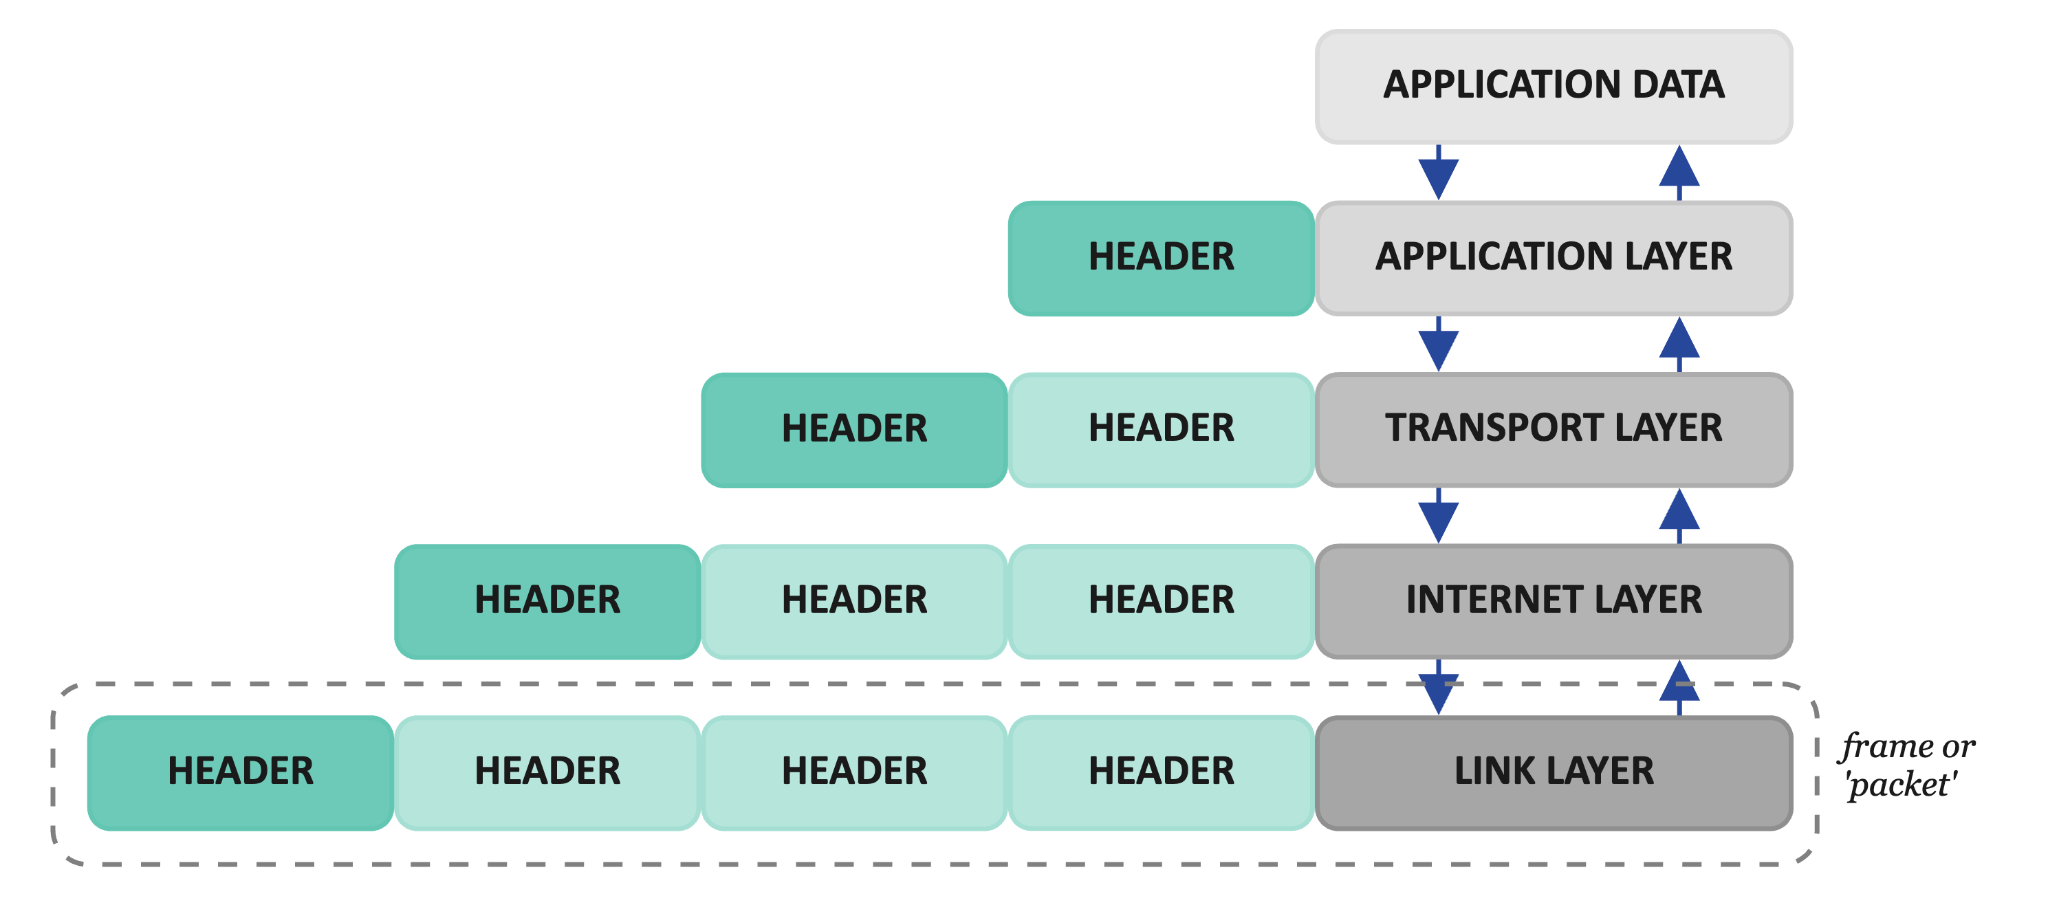 APPLICATION DATA
HEADER APPLICATION LAYER
HEADER HEADER TRANSPORT LAYER
HEADER HEADER HEADER INTERNET LAYER
HEADER HEADER HEADER HEADER LINK LAYER
frame or
'packet'